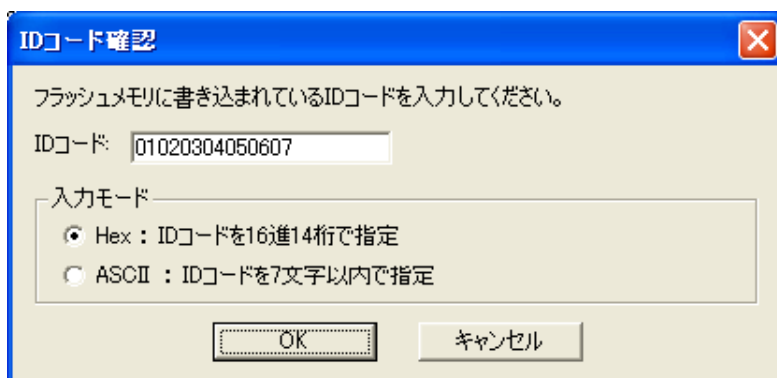 IDコード確認
フラッシュメモリに書き込まれているIDコードを入力してください。
IDコード: 01020304050607
入力モード
Hex : IDコードを16進14桁で指定
ASCII : IDコードを7文字以内で指定
OK キャンセル